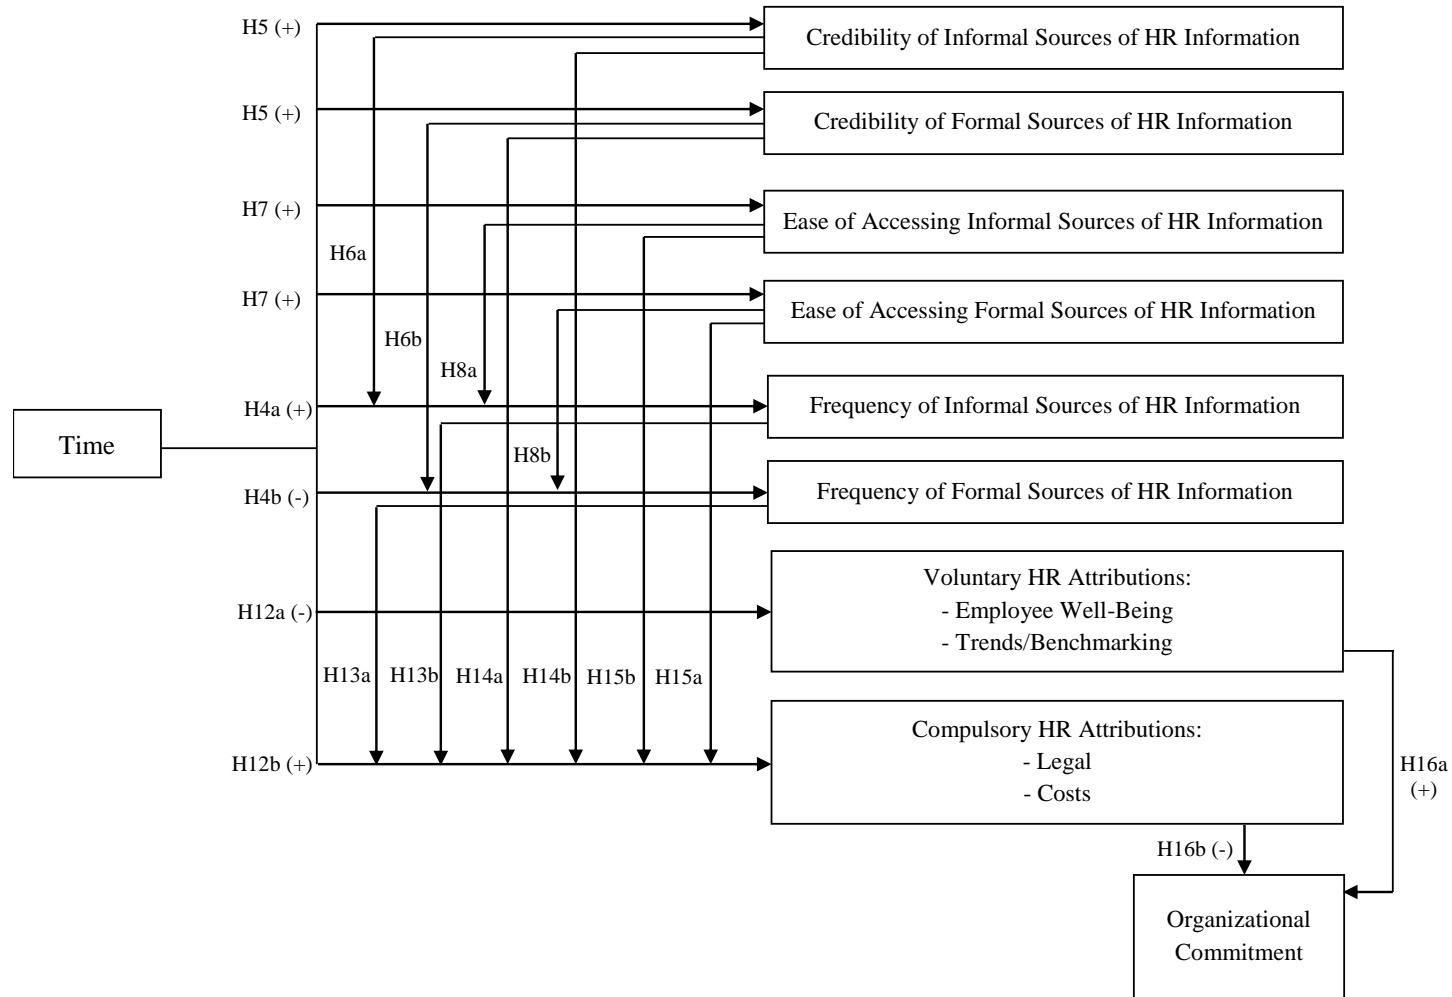 H5 (+)
Credibility of Informal Sources of HR Information
H5 (+)
Credibility of Formal Sources of HR Information
H7 (+)
Ease of Accessing Informal Sources of HR Information
H6a
H7 (+)
Ease of Accessing Formal Sources of HR Information
H6b
H8a
H4a (+)
Frequency of Informal Sources of HR Information
Time
H8b
H4b (-)
Frequency of Formal Sources of HR Information
Voluntary HR Attributions:
- Employee Well-Being
- Trends/Benchmarking
H12a (-)
H13a
H13b
H14a
H14b
H15b
H15a
Compulsory HR Attributions:
- Legal
- Costs
H12b (+)
H16a
(+)
H16b (-)
Organizational
Commitment